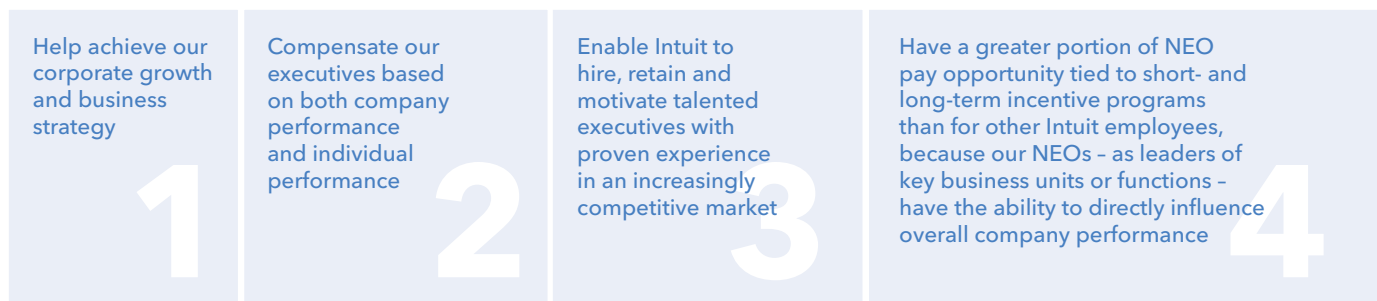 Help achieve our
corporate growth
and business
strategy
1
Compensate our
executives based
on both company
performance
and individual
performance
2
Enable Intuit to
hire, retain and
motivate talented
executives with
proven experience
in an increasingly
competitive market
3
Have a greater portion of NEO
pay opportunity tied to short- and
long-term incentive programs
than for other Intuit employees,
because our NEOs – as leaders of
key business units or functions –
have the ability to directly influence
overall company performance
4